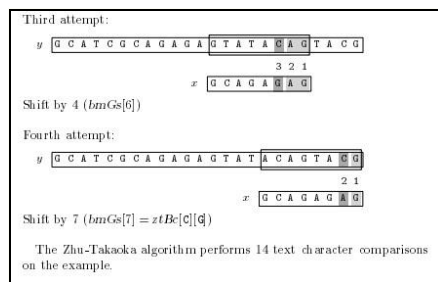 Third attempt:
y G C A T C G C A G A G A G T A T A C A G T A C G
3 2 1
x G C A G A G A G
Shift by 4 (bmGs[6])
Fourth attempt:
y G C A T C G C A G A G A G T A T A C A G T A C G
2 1
x G C A G A G A G
Shift by 7 (bmGs[7] = ztBc[C][G])
The Zhu-Takaoka algorithm performs 14 text character comparisons
on the example.